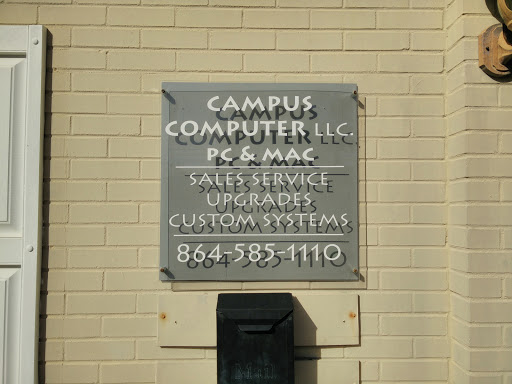 CAMPUS
COMPUTER LLC.
PC & MAC
SALES SERVICE
UPGRADES
CUSTOM SYSTEMS
864-585-1110